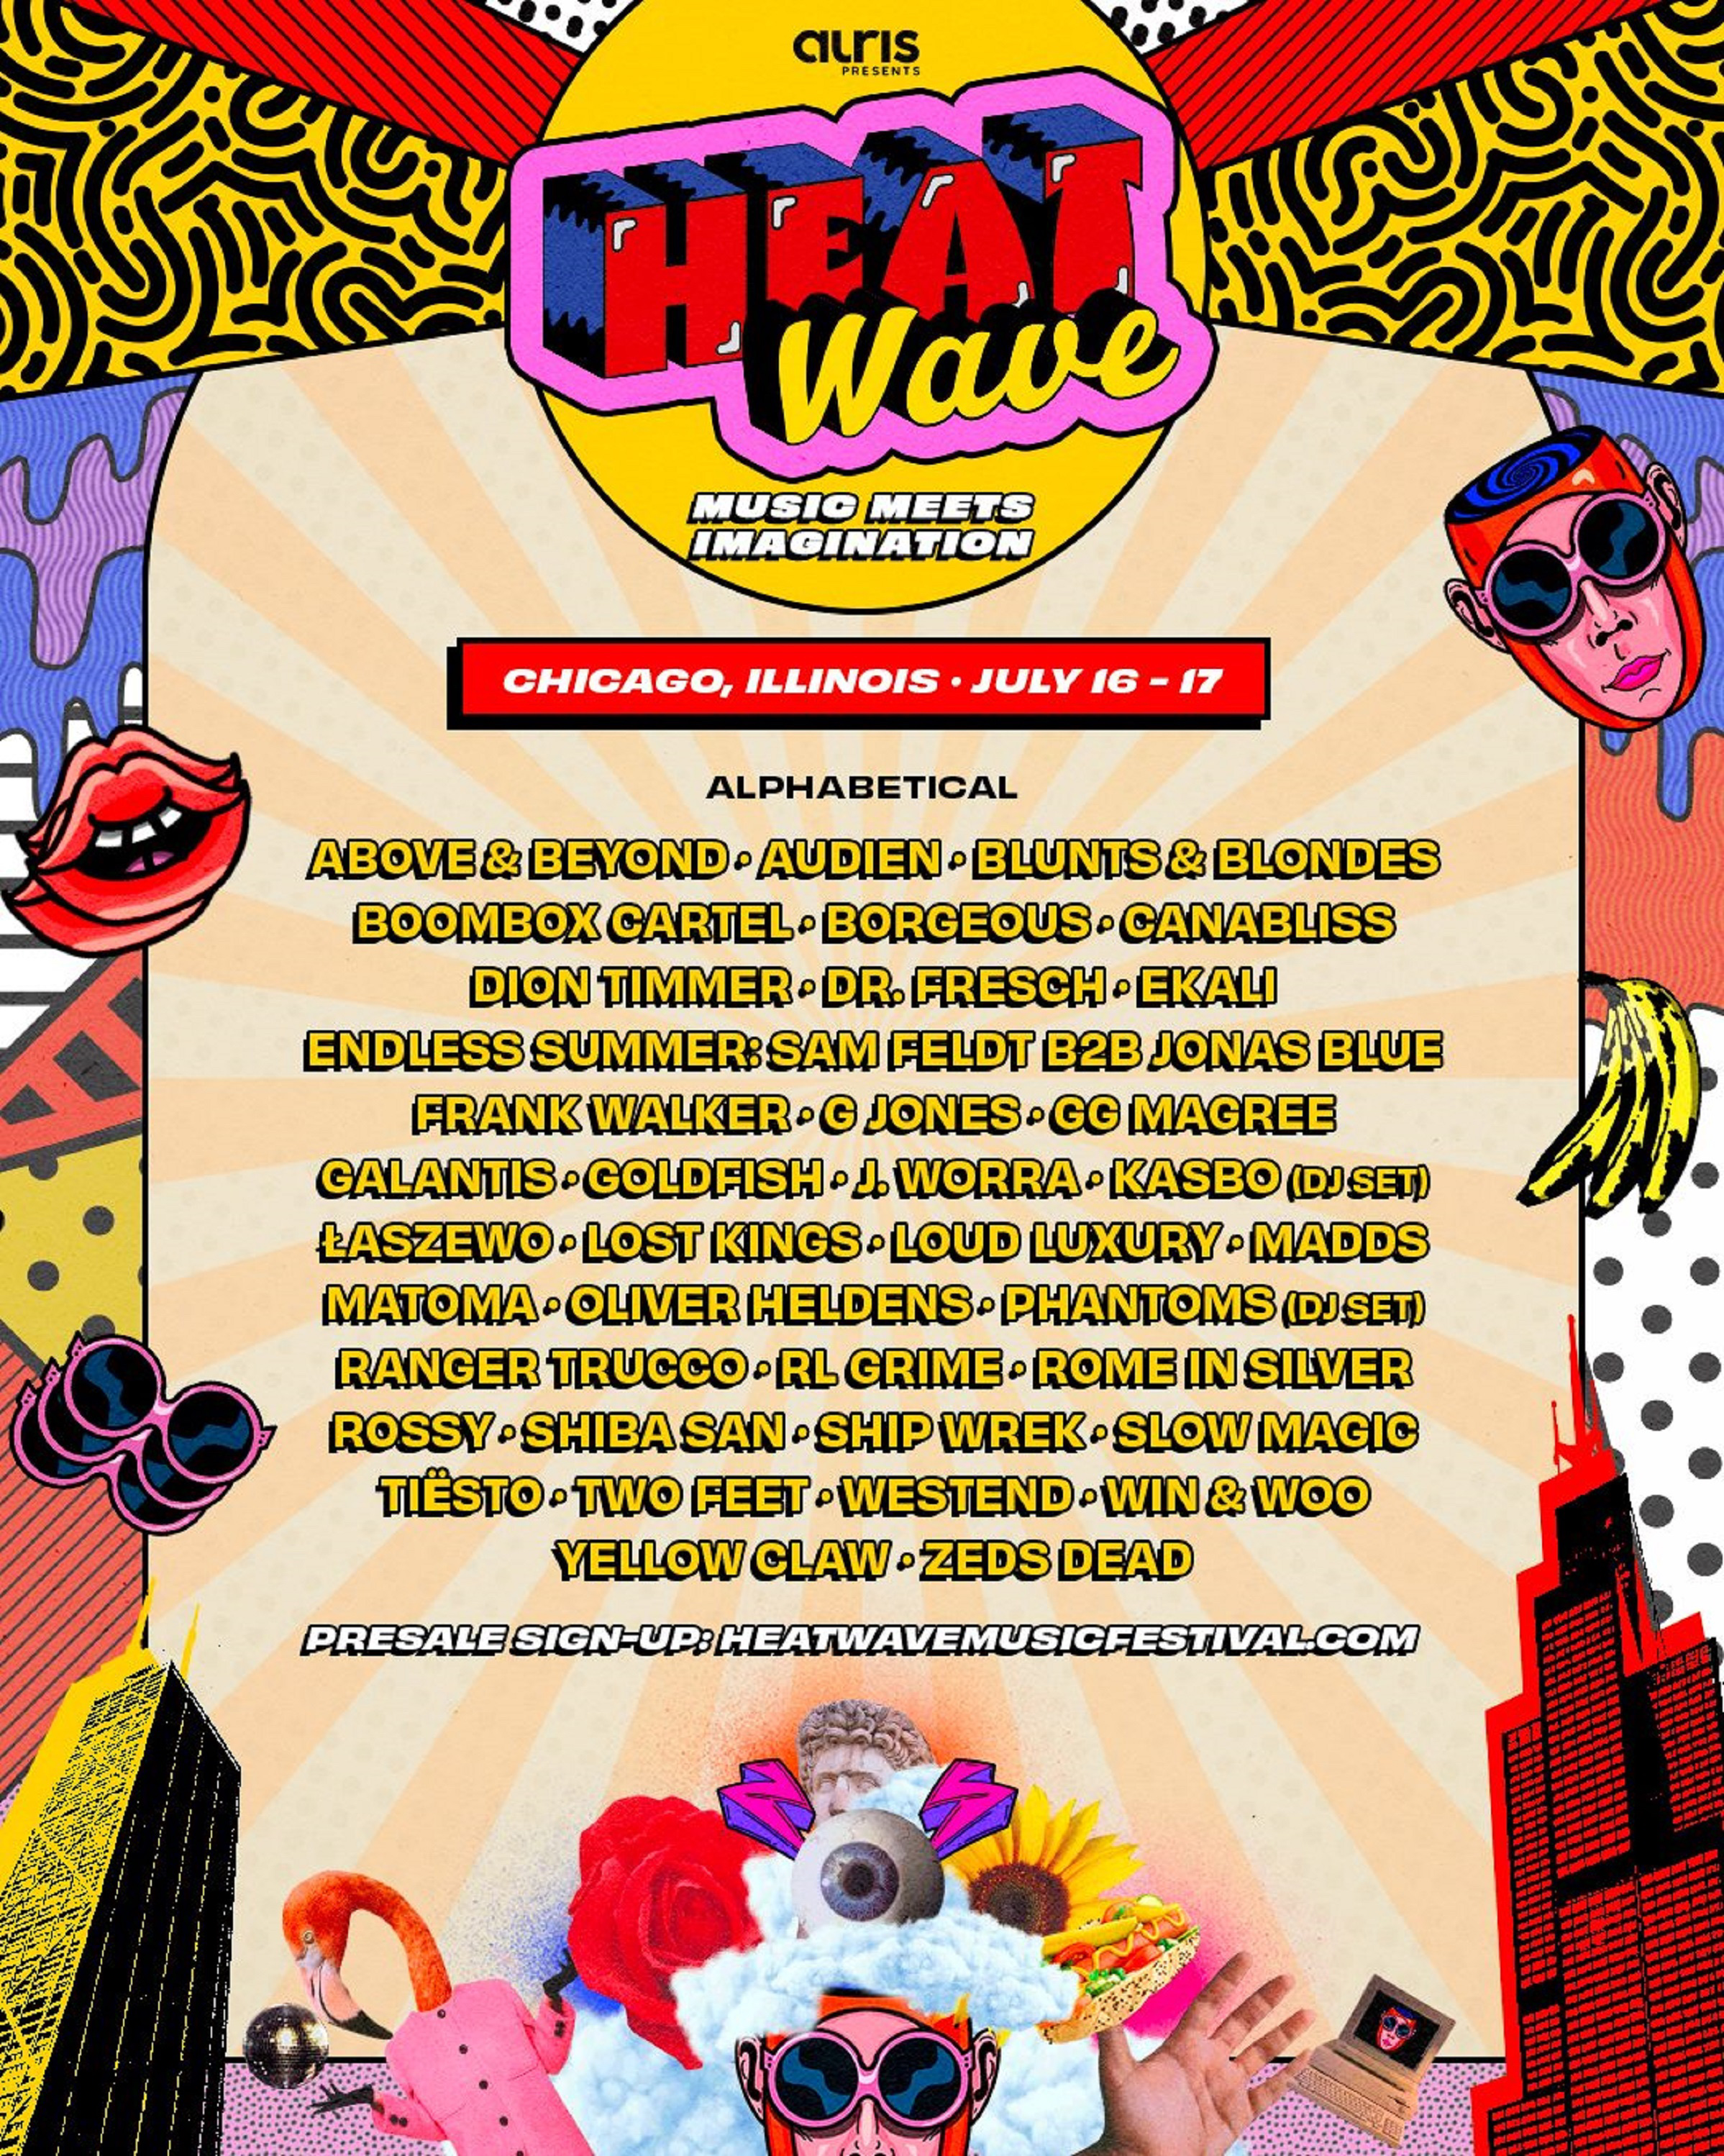 auris
PRESENTS
HEAT
Wave
MUSIC MEETS
IMAGINATION
CHICAGO, ILLINOIS · JULY 16 - 17
ALPHABETICAL
ABOVE & BEYOND · AUDIEN · BLUNTS & BLONDES
BOOMBOX CARTEL · BORGEOUS · CANABLISS
DION TIMMER · DR. FRESCH · EKALI
ENDLESS SUMMER: SAM FELDT B2B JONAS BLUE
FRANK WALKER · G JONES · GG MAGREE
GALANTIS · GOLDFISH · J. WORRA · KASBO (DJ SET)
ŁASZEWO · LOST KINGS · LOUD LUXURY · MADDS
MATOMA · OLIVER HELDENS · PHANTOMS (DJ SET)
RANGER TRUCCO · RL GRIME · ROME IN SILVER
ROSSY · SHIBA SAN · SHIP WREK · SLOW MAGIC
TIËSTO · TWO FEET · WESTEND · WIN & WOO
YELLOW CLAW · ZEDS DEAD
PRESALE SIGN-UP: HEATWAVEMUSICFESTIVAL.COM